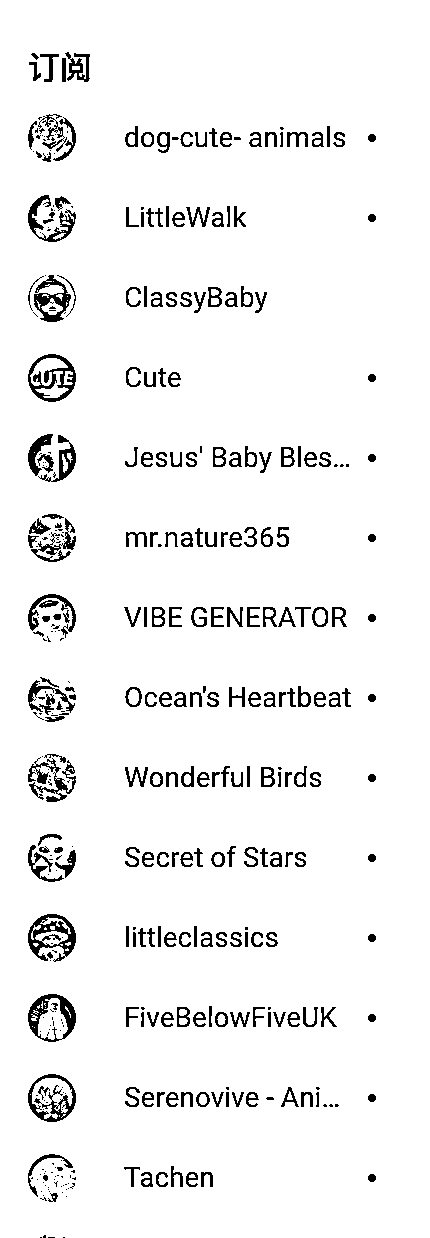 订阅
dog-cute- animals •
LittleWalk •
ClassyBaby
CUTE
Cute •
Jesus' Baby Bles... •
mr.nature365 •
VIBE GENERATOR •
Ocean's Heartbeat •
Wonderful Birds •
Secret of Stars •
littleclassics •
FiveBelowFiveUK •
Serenovive - Ani... •
Tachen •